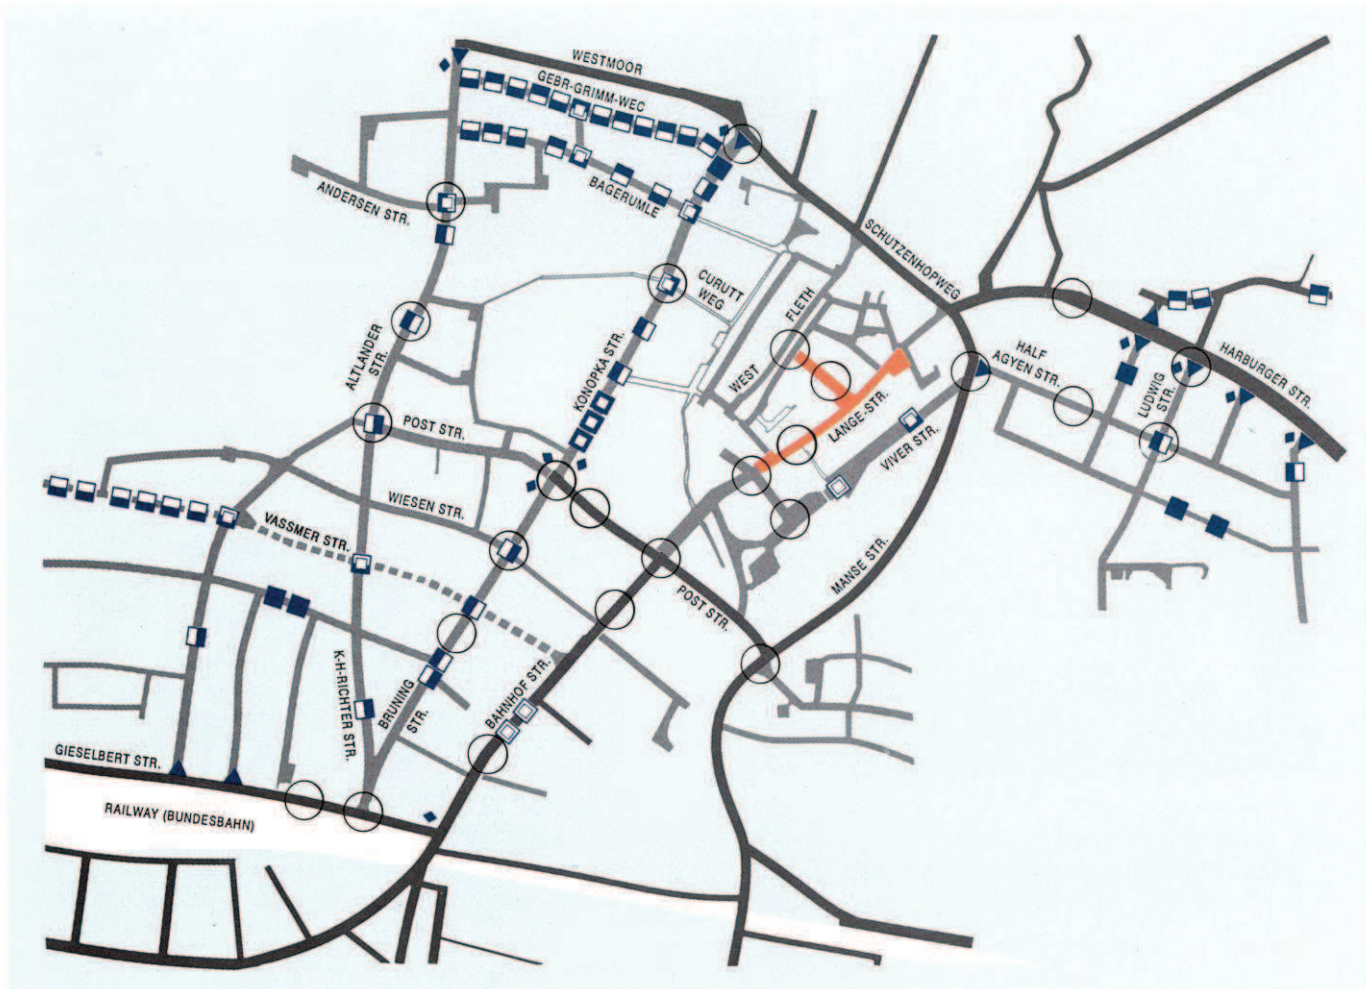 WESTMOOR
GEBR-GRIMM-WEC
ANDERSEN STR.
BAGERUMLE
SCHUTZENHOPWEG
CURUTT
WEG
FLETH
WEST
ALTLANDER
STR.
KONOPKA STR.
HALF
AGYEN STR.
HARBURGER STR.
LUDWIG
STR.
POST STR.
LANGE-STR.
VIVER STR.
WIESEN STR.
VASSMER STR.
MANSE STR.
POST STR.
K-H-RICHTER STR.
BRUNING
STR.
BAHNHOF STR.
GIESELBERT STR.
RAILWAY (BUNDESBAHN)